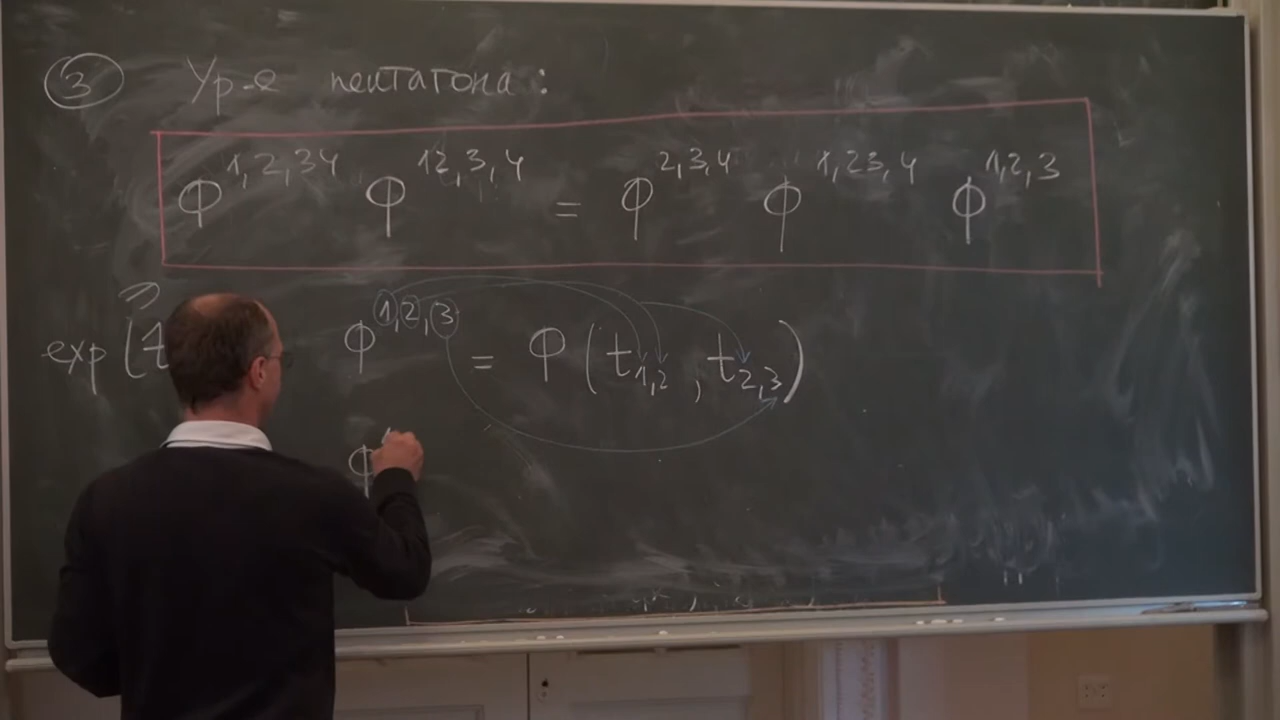 ③ Ур-е пентагона:
Φ^{1,2,34} Φ^{12,3,4} = Φ^{2,3,4} Φ^{1,23,4} Φ^{1,2,3}
exp(t
Φ^{1,2,3} = Φ(t_{1,2}, t_{2,3})
Φ